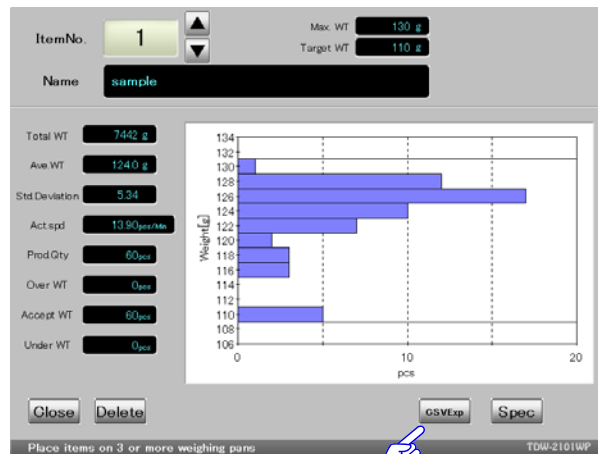 ItemNo. 1 Max. WT 130 g
Target WT 110 g
Name sample
Total WT 7442 g
Ave.WT 124.0 g
Std.Deviation 5.34
Act.spd 13.90pcs/Min
Prod.Qty 60pcs
Over WT 0pcs
Accept WT 60pcs
Under WT 0pcs
Weight[g]
134
132
130
128
126
124
122
120
118
116
114
112
110
108
106
0 10 20
pcs
Close Delete CSVExp Spec
Place items on 3 or more weighing pans TDW-2101WP